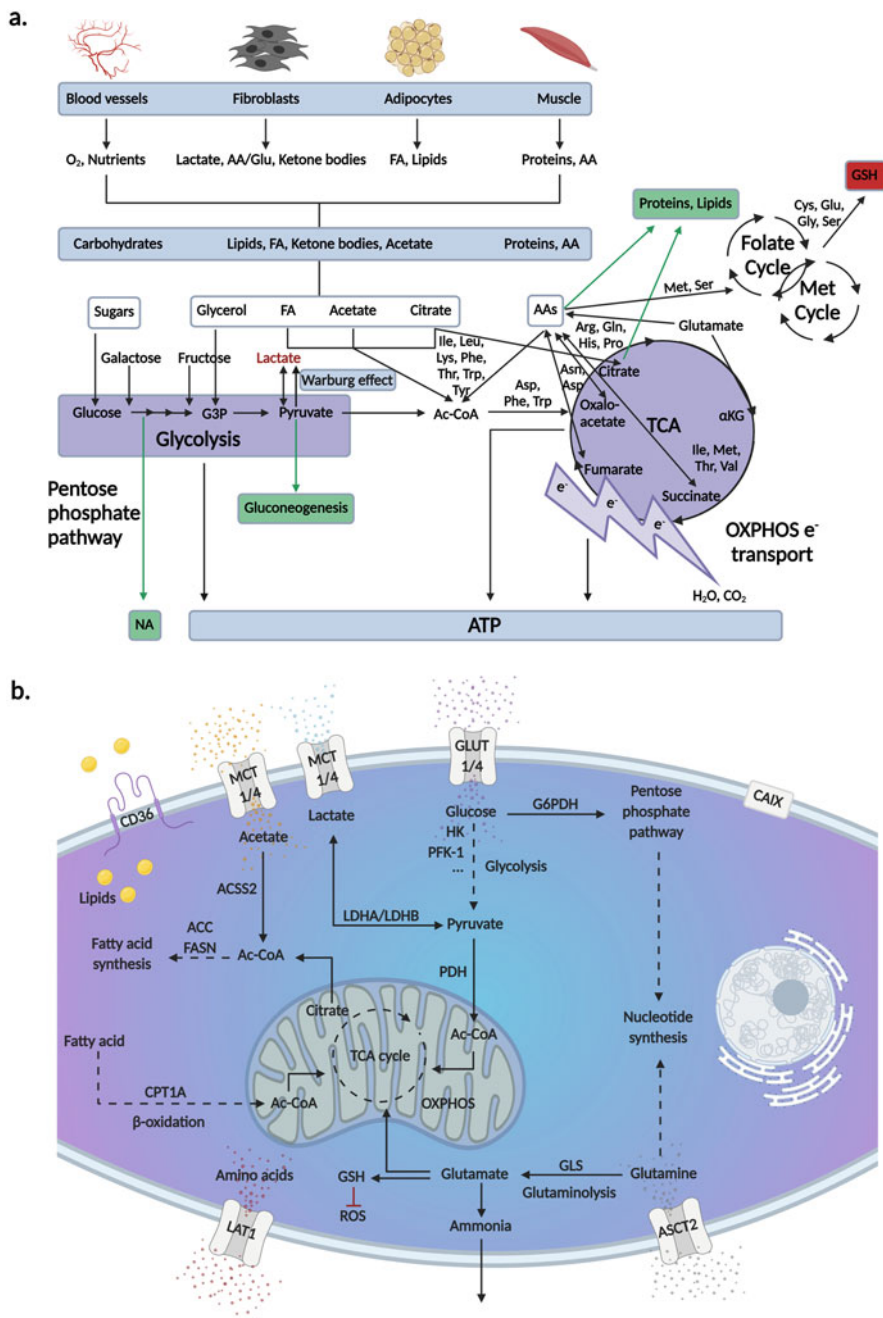 a.
Blood vessels
Fibroblasts
Adipocytes
Muscle
O₂, Nutrients
Lactate, AA/Glu, Ketone bodies
FA, Lipids
Proteins, AA
GSH
Proteins, Lipids
Cys, Glu,
Gly, Ser
Carbohydrates
Lipids, FA, Ketone bodies, Acetate
Proteins, AA
Folate
Cycle
Met
Cycle
Met, Ser
Sugars
Glycerol
FA
Acetate
Citrate
AAs
Glutamate
Arg, Gln,
His, Pro
Galactose
Fructose
Lactate
Warburg effect
Ile, Leu,
Lys, Phe,
Thr, Trp,
Tyr
Asn,
Asp
Citrate
Glucose
G3P
Pyruvate
Ac-CoA
Asp,
Phe, Trp
Oxalo-
acetate
TCA
αKG
Glycolysis
Ile, Met,
Thr, Val
Fumarate
Succinate
Pentose
phosphate
pathway
Gluconeogenesis
e⁻
e⁻
e⁻
OXPHOS e⁻
transport
H₂O, CO₂
NA
ATP
b.
MCT
1/4
MCT
1/4
GLUT
1/4
CD36
CAIX
Lipids
Acetate
Lactate
Glucose
G6PDH
Pentose
phosphate
pathway
HK
PFK-1
...
Glycolysis
ACSS2
LDHA/LDHB
Pyruvate
Fatty acid
synthesis
ACC
FASN
Ac-CoA
PDH
Citrate
Ac-CoA
Nucleotide
synthesis
Fatty acid
TCA cycle
CPT1A
β-oxidation
Ac-CoA
OXPHOS
Amino acids
GSH
Glutamate
GLS
Glutaminolysis
Glutamine
ROS
Ammonia
LAT1
ASCT2